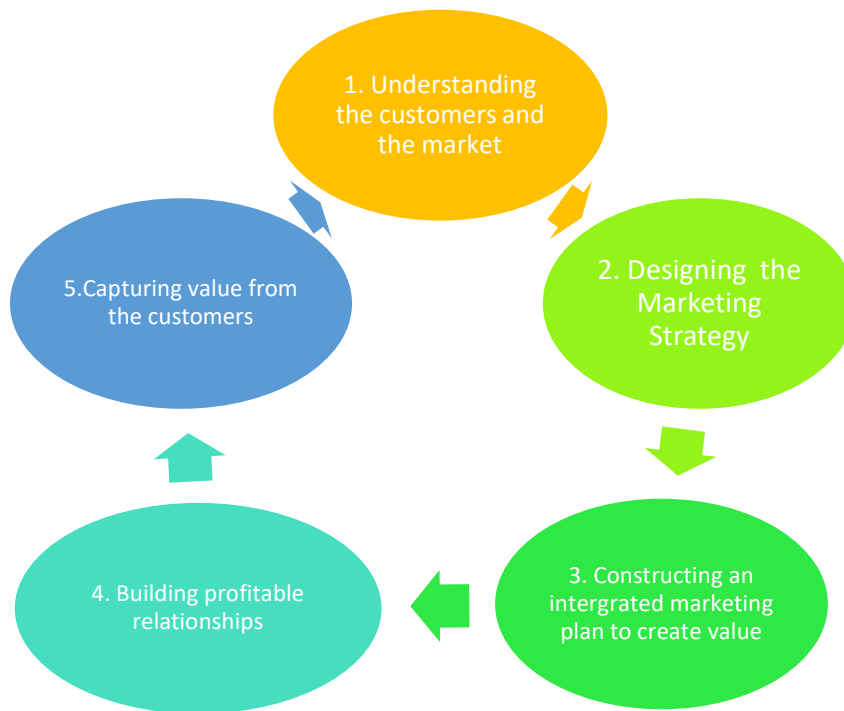 1. Understanding
the customers and
the market
2. Designing the
Marketing
Strategy
3. Constructing an
intergrated marketing
plan to create value
4. Building profitable
relationships
5.Capturing value from
the customers